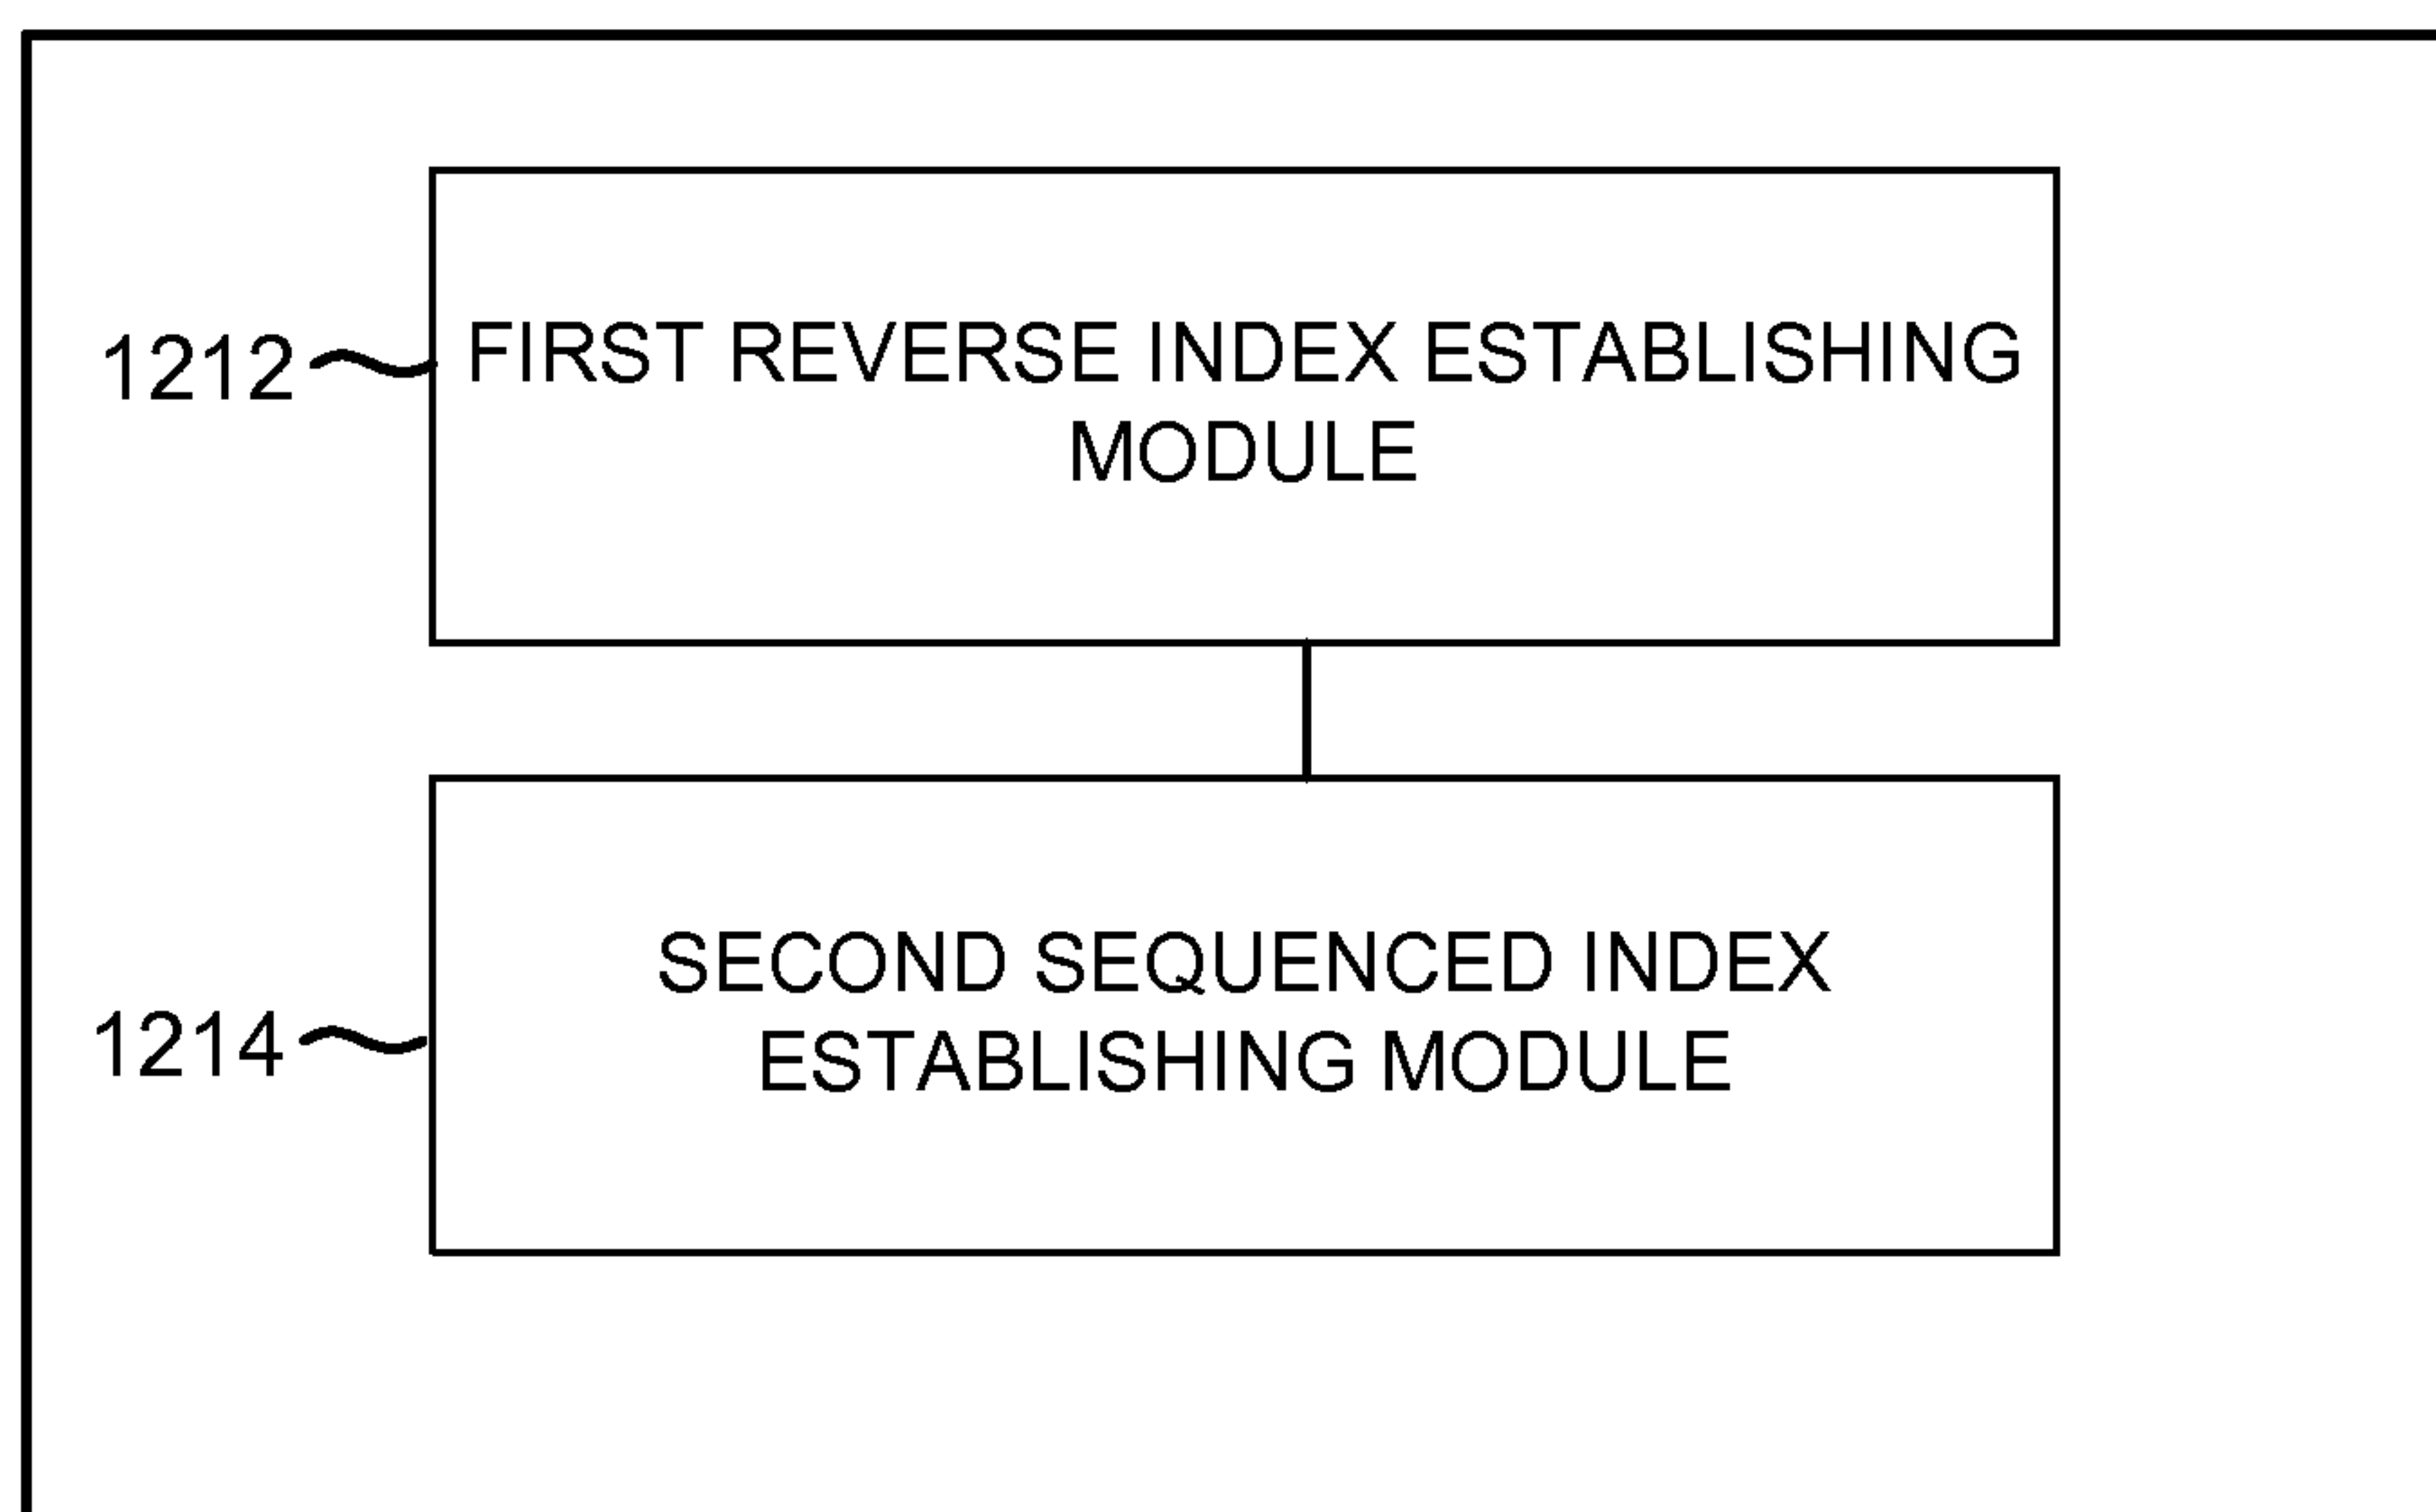 1212
FIRST REVERSE INDEX ESTABLISHING
MODULE
1214
SECOND SEQUENCED INDEX
ESTABLISHING MODULE